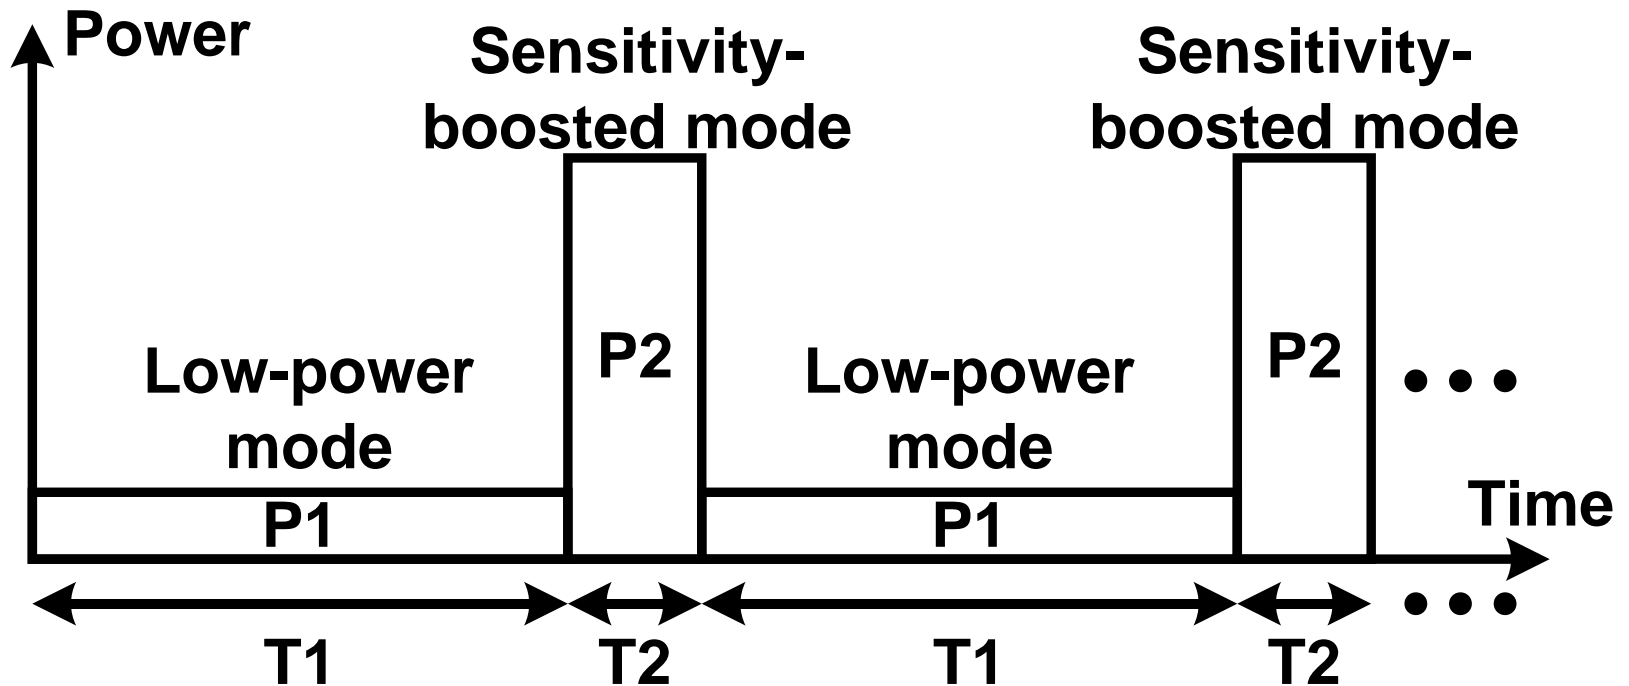 Power
Sensitivity-
boosted mode
Sensitivity-
boosted mode
P2
P2
Low-power
mode
Low-power
mode
P1
P1
Time
T1
T2
T1
T2